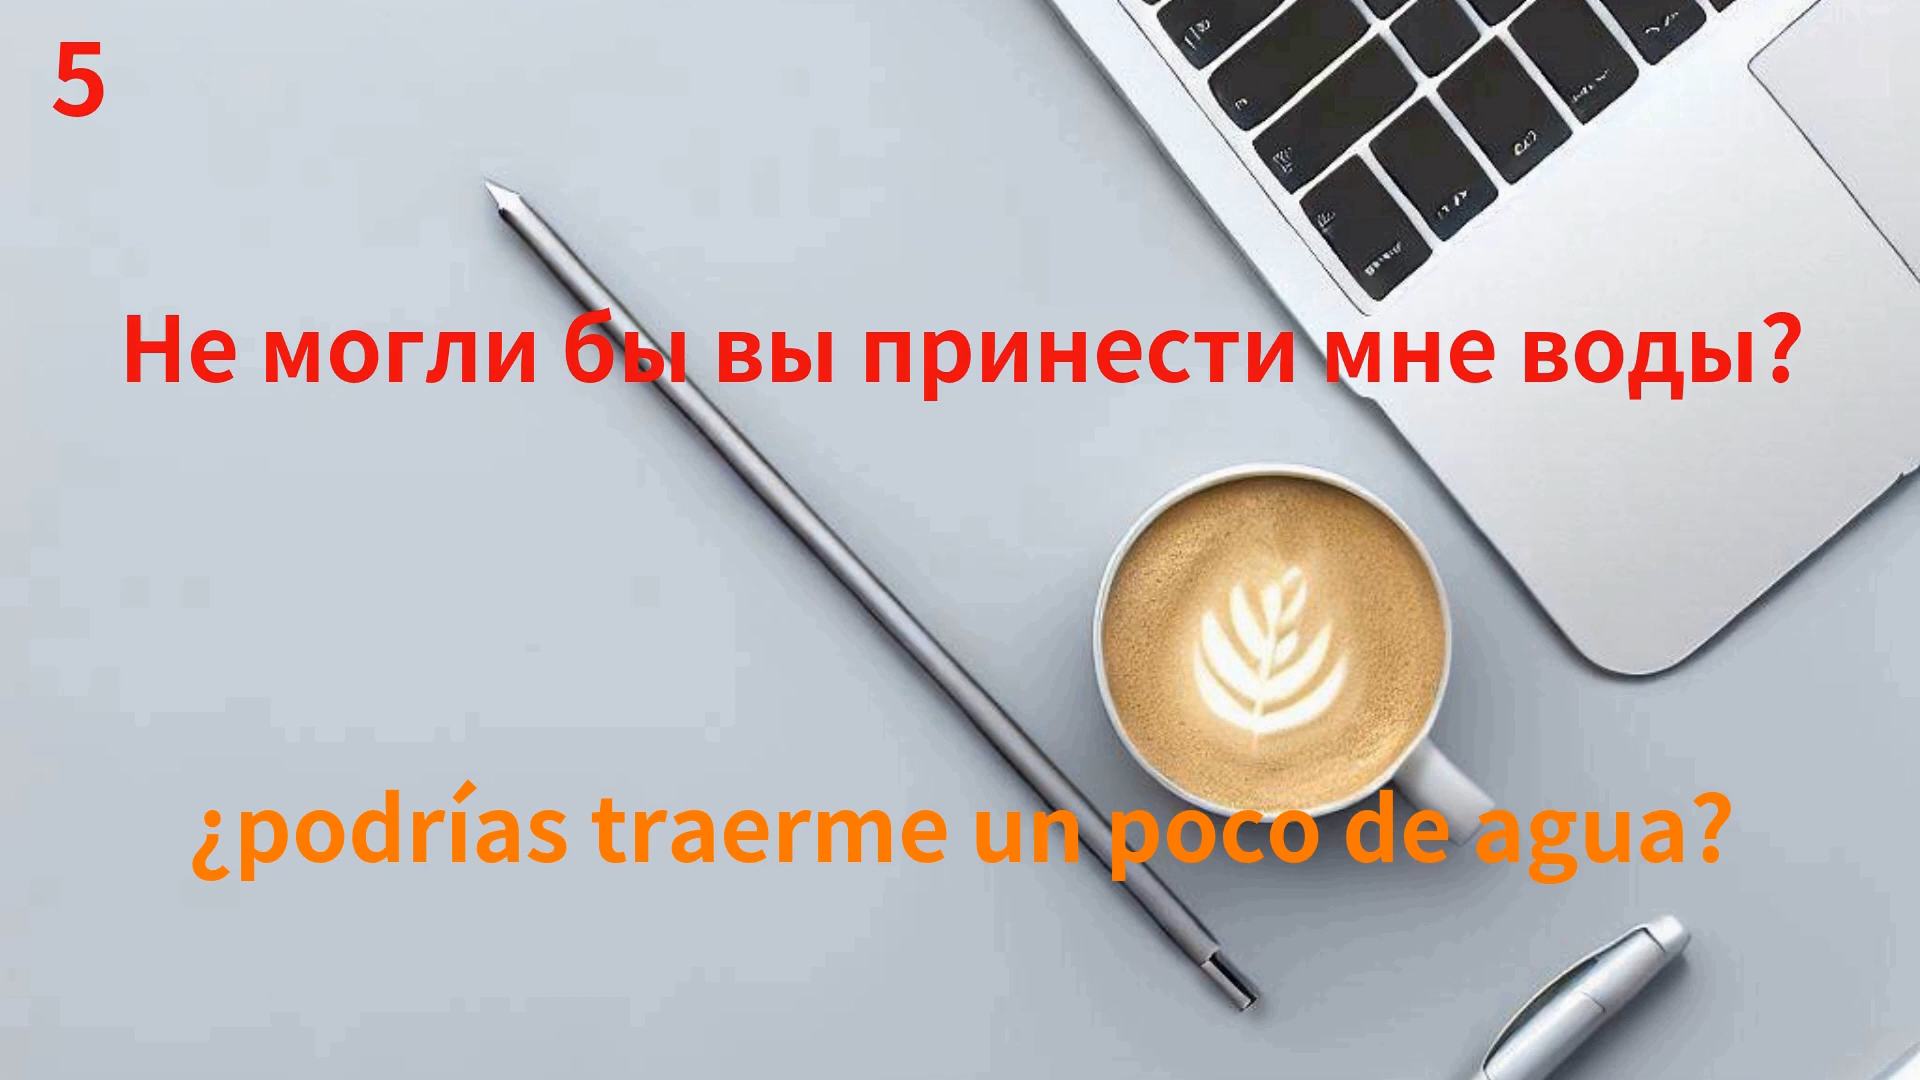 5
Не могли бы вы принести мне воды?
¿podrías traerme un poco de agua?